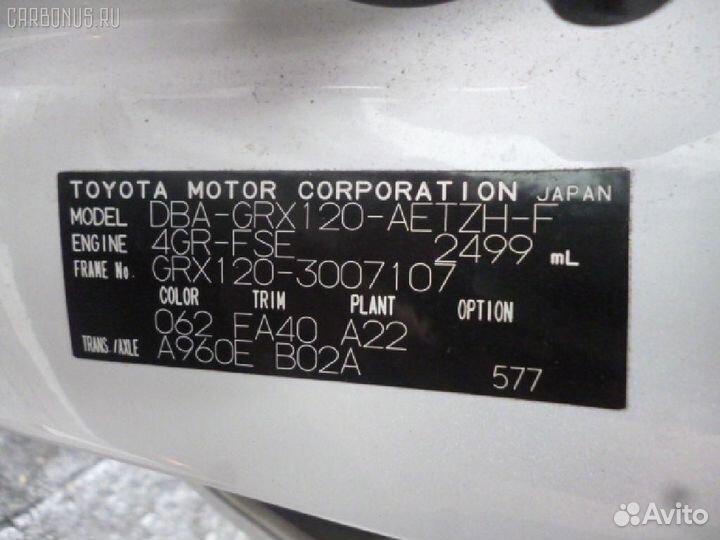 CARBONUS.RU
TOYOTA MOTOR CORPORATION JAPAN
MODEL DBA-GRX120-AETZH-F
ENGINE 4GR-FSE 2499 mL
FRAME No. GRX120-3007107
COLOR TRIM PLANT OPTION
062 EA40 A22
TRANS./AXLE A960E B02A
577
Avito